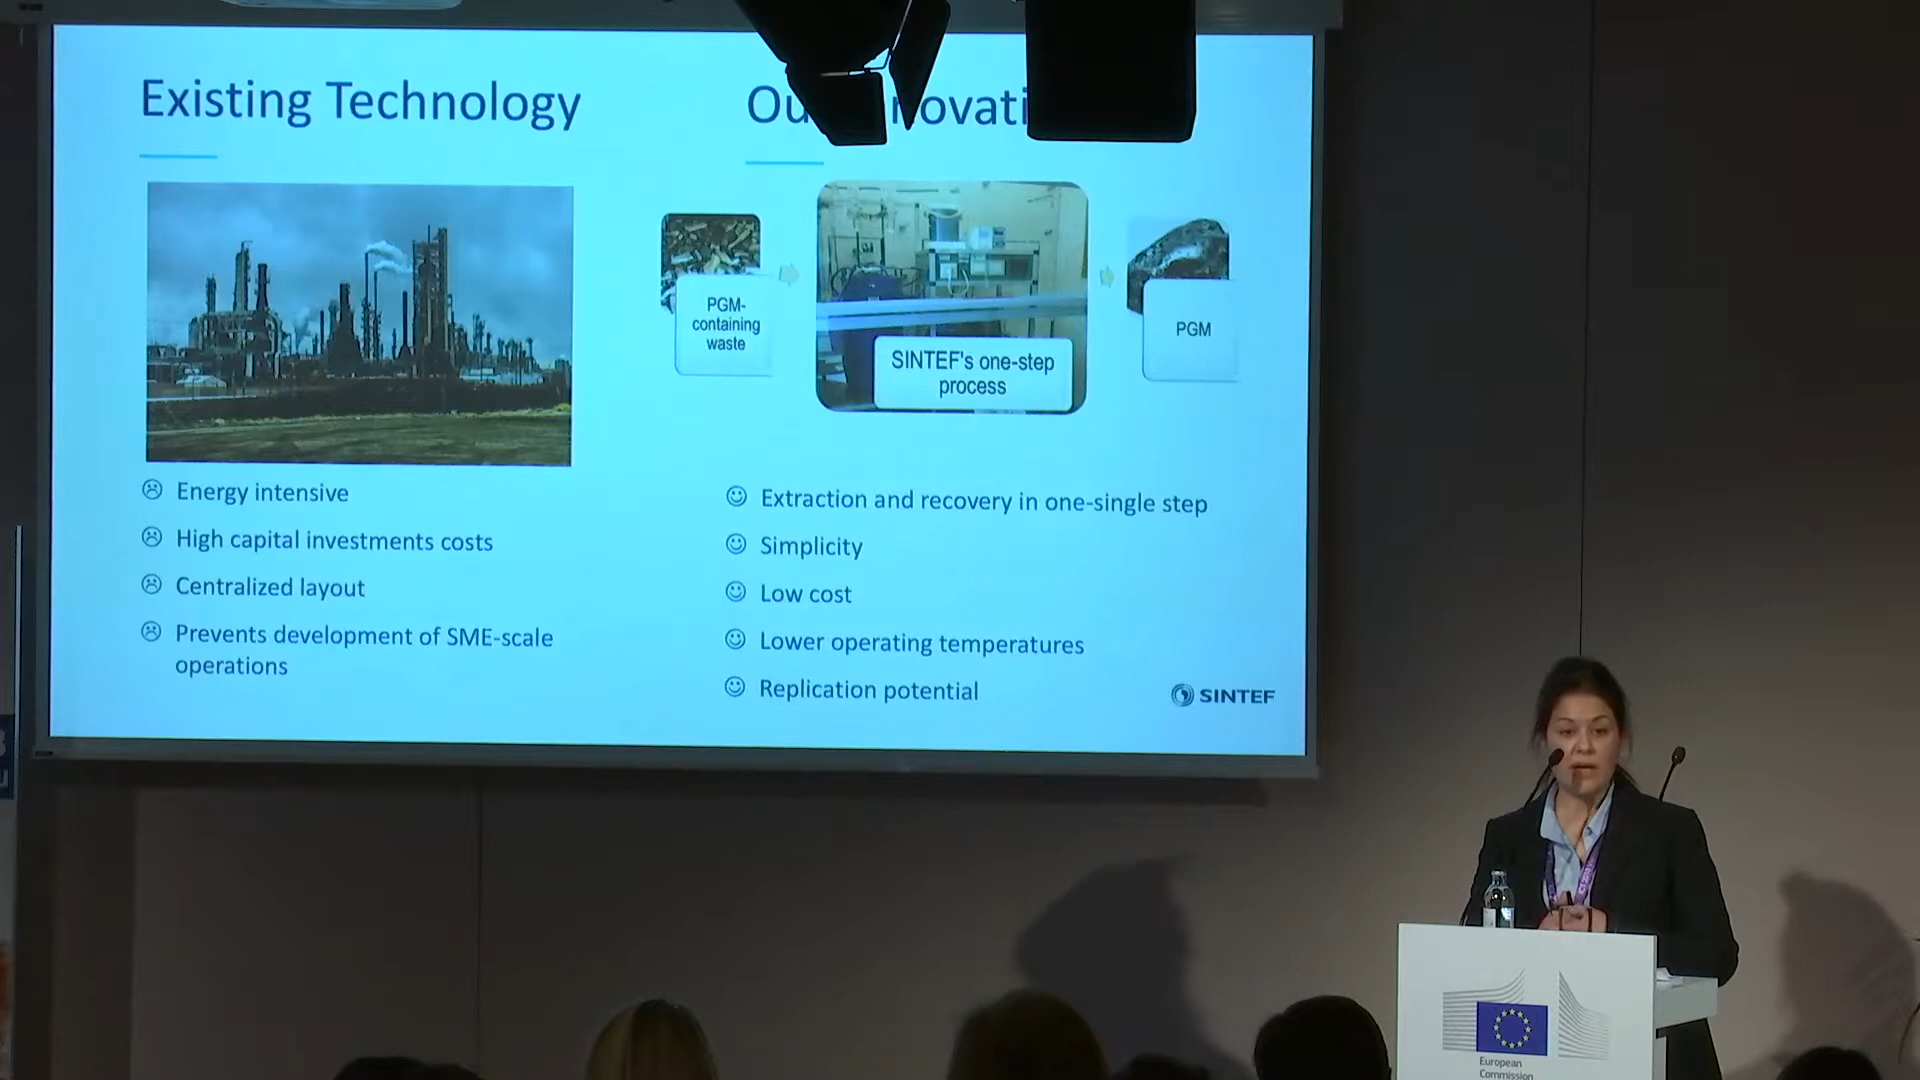 Existing Technology
Energy intensive
High capital investments costs
Centralized layout
Prevents development of SME-scale
operations
PGM-
containing
waste
SINTEF's one-step
process
PGM
Extraction and recovery in one-single step
Simplicity
Low cost
Lower operating temperatures
Replication potential
SINTEF
European
Commission